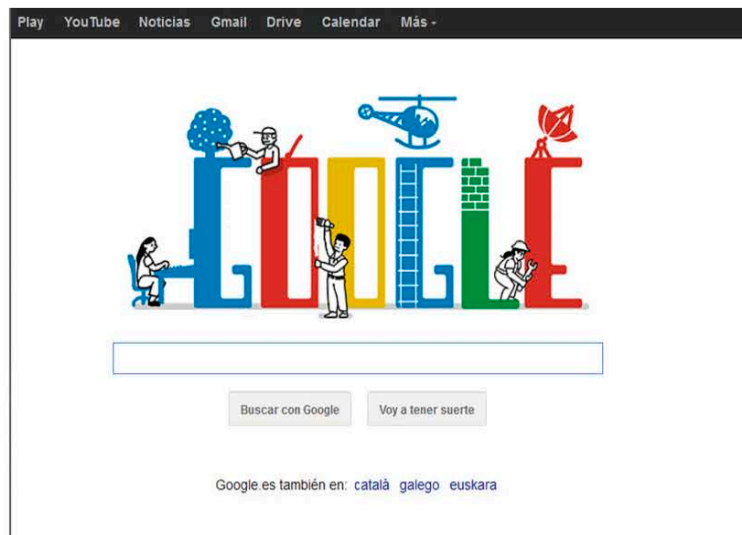 Play YouTube Noticias Gmail Drive Calendar Más
GOOGLE
Buscar con Google Voy a tener suerte
Google.es también en: català galego euskara